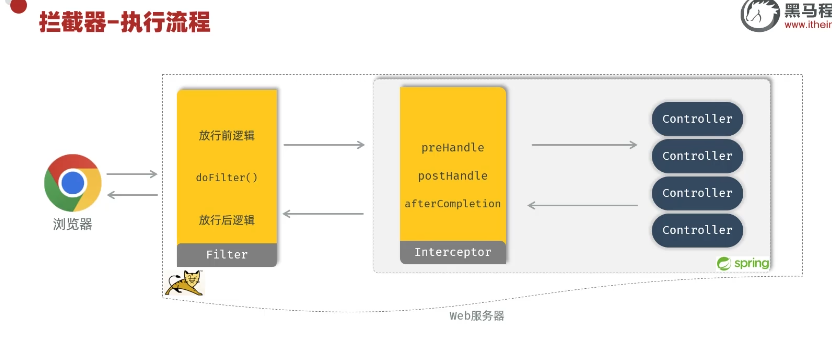 拦截器-执行流程
黑马程
www.itheim
放行前逻辑
doFilter()
放行后逻辑
Filter
浏览器
preHandle
postHandle
afterCompletion
Interceptor
Controller
Controller
Controller
Controller
spring
Web服务器